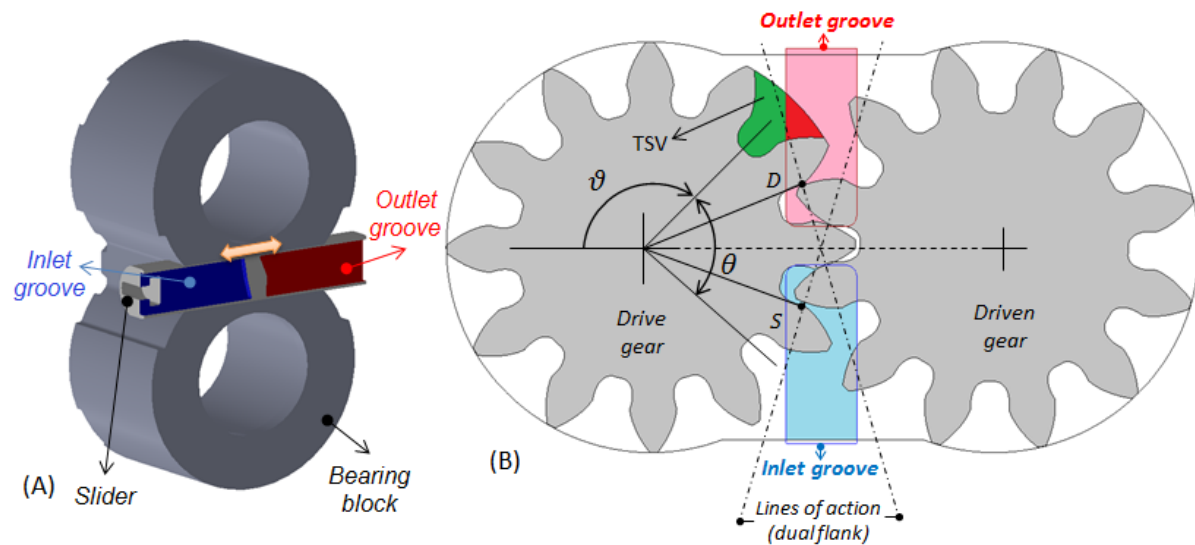 Outlet
groove
Inlet
groove
(A)
Slider
Bearing
block
Outlet groove
TSV
ϑ
D
θ
S
Drive
gear
Driven
gear
(B)
Inlet groove
Lines of action
(dual flank)